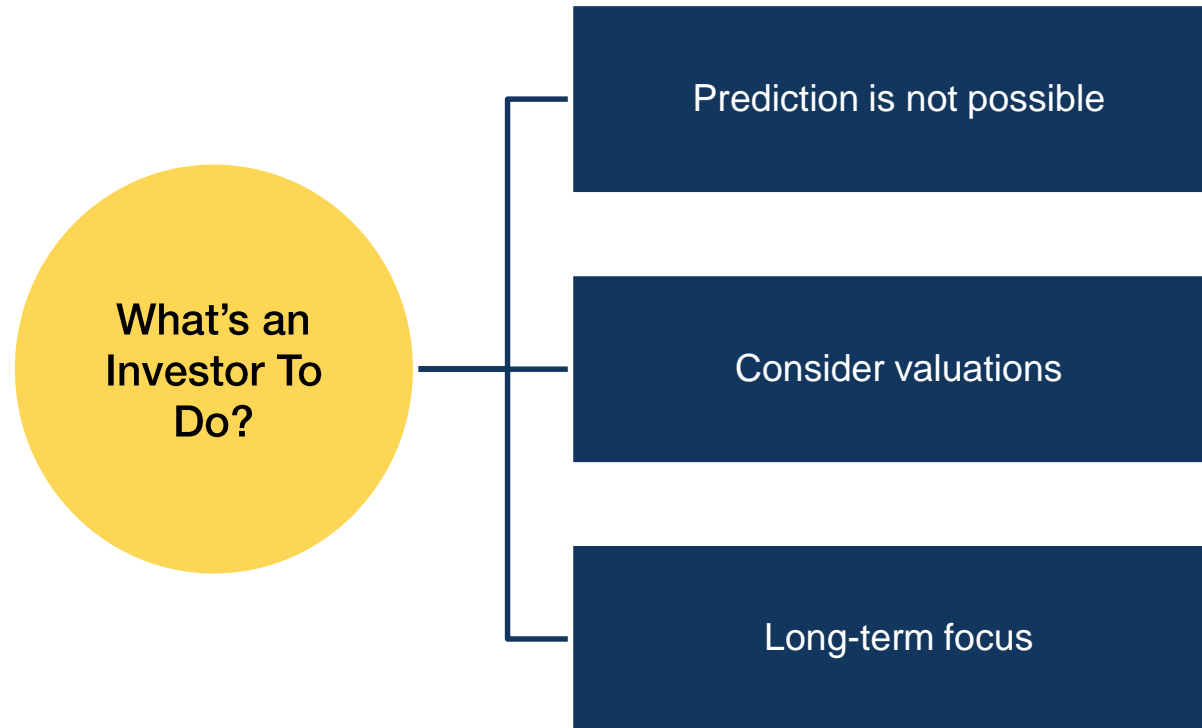 What’s an
Investor To
Do?
Prediction is not possible
Consider valuations
Long-term focus